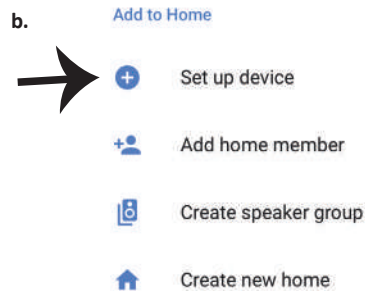 b.
Add to Home
Set up device
Add home member
Create speaker group
Create new home